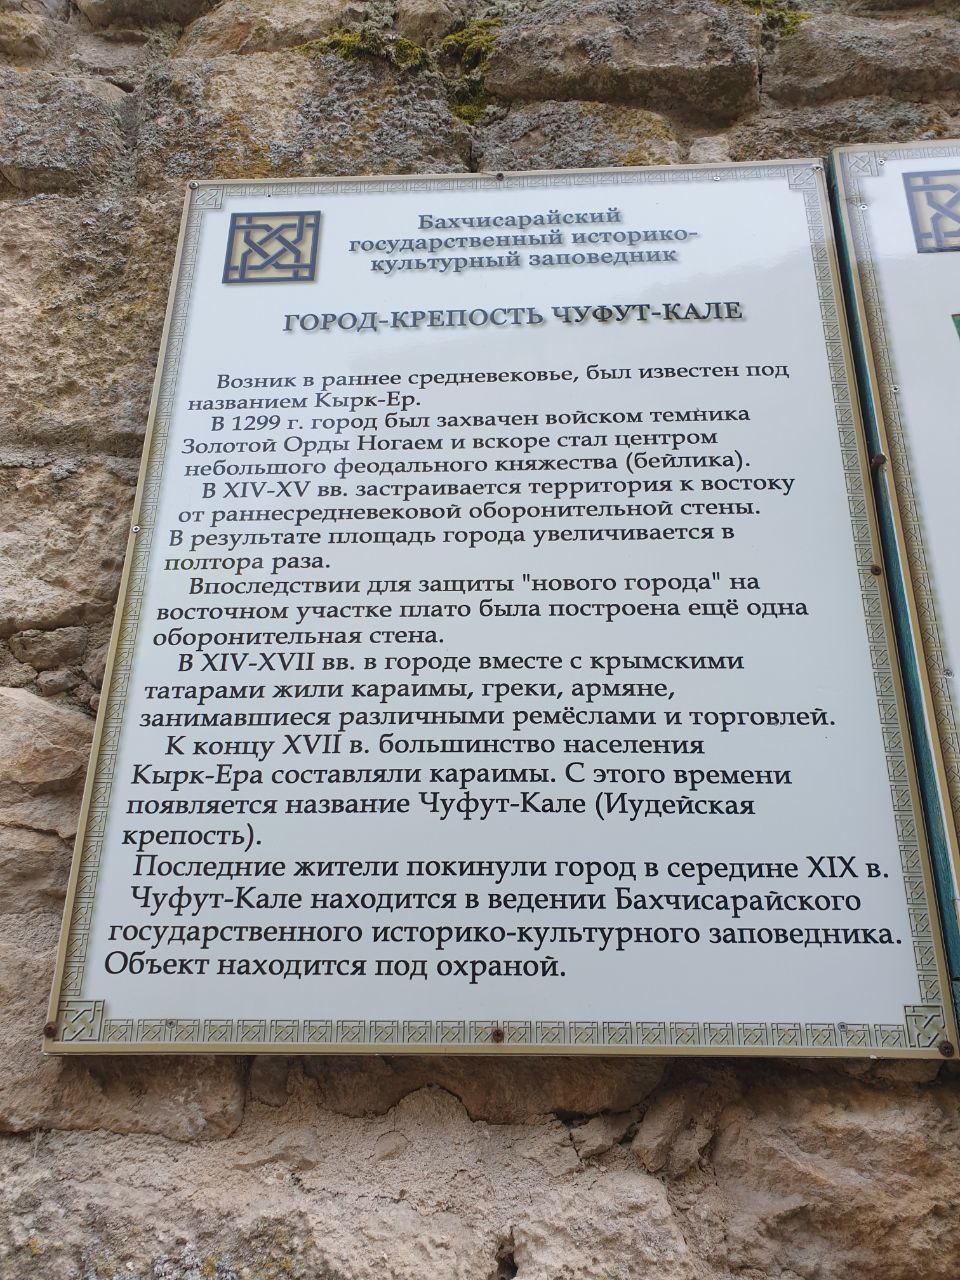 Бахчисарайский
государственный историко-
культурный заповедник
ГОРОД-КРЕПОСТЬ ЧУФУТ-КАЛЕ
Возник в раннее средневековье, был известен под
названием Кырк-Ер.
В 1299 г. город был захвачен войском темника
Золотой Орды Ногаем и вскоре стал центром
небольшого феодального княжества (бейлика).
В XIV-XV вв. застраивается территория к востоку
от раннесредневековой оборонительной стены.
В результате площадь города увеличивается в
полтора раза.
Впоследствии для защиты "нового города" на
восточном участке плато была построена ещё одна
оборонительная стена.
В XIV-XVII вв. в городе вместе с крымскими
татарами жили караимы, греки, армяне,
занимавшиеся различными ремёслами и торговлей.
К концу XVII в. большинство населения
Кырк-Ера составляли караимы. С этого времени
появляется название Чуфут-Кале (Иудейская
крепость).
Последние жители покинули город в середине XIX в.
Чуфут-Кале находится в ведении Бахчисарайского
государственного историко-культурного заповедника.
Объект находится под охраной.